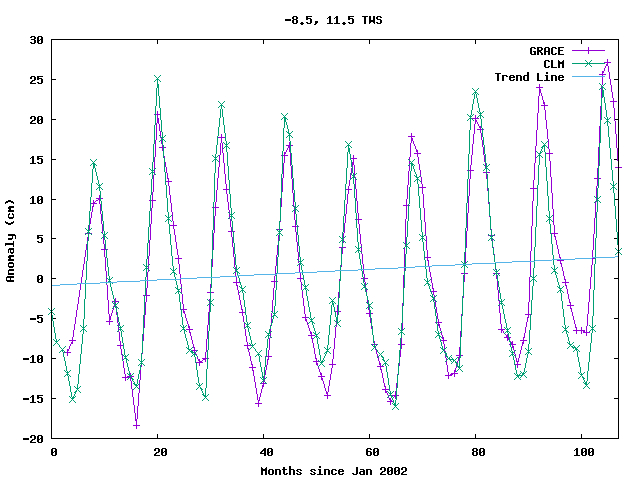 -8.5, 11.5 TWS
GRACE
CLM
Trend Line
30
25
20
15
10
5
0
-5
-10
-15
-20
Anomaly (cm)
0 20 40 60 80 100
Months since Jan 2002